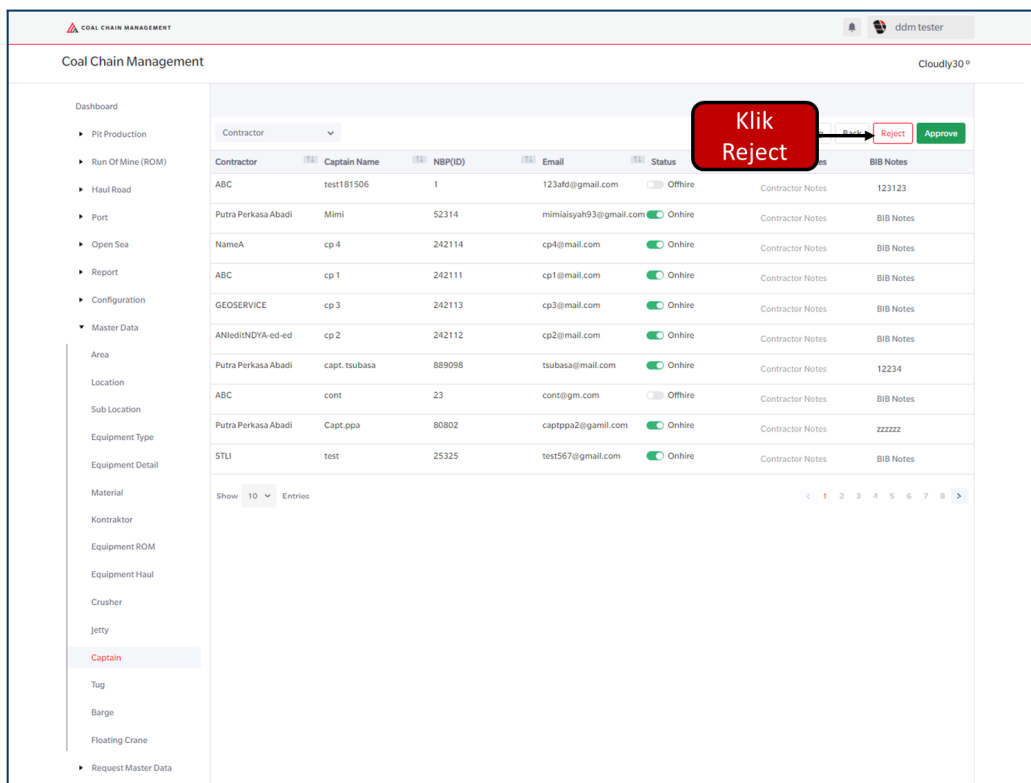 COAL CHAIN MANAGEMENT
ddm tester
Coal Chain Management
Cloudly30 º
Dashboard
Pit Production
Run Of Mine (ROM)
Haul Road
Port
Open Sea
Report
Configuration
Master Data
Area
Location
Sub Location
Equipment Type
Equipment Detail
Material
Kontraktor
Equipment ROM
Equipment Haul
Crusher
Jetty
Captain
Tug
Barge
Floating Crane
Request Master Data
Klik
Reject
Contractor Back Reject Approve
Contractor Captain Name NBP(ID) Email Status BIB Notes
ABC test181506 1 123afd@gmail.com Offhire Contractor Notes 123123
Putra Perkasa Abadi Mimi 52314 mimiaisyah93@gmail.com Onhire Contractor Notes BIB Notes
NameA cp 4 242114 cp4@mail.com Onhire Contractor Notes BIB Notes
ABC cp 1 242111 cp1@mail.com Onhire Contractor Notes BIB Notes
GEOSERVICE cp 3 242113 cp3@mail.com Onhire Contractor Notes BIB Notes
ANIeditNDYA-ed-ed cp 2 242112 cp2@mail.com Onhire Contractor Notes BIB Notes
Putra Perkasa Abadi capt. tsubasa 889098 tsubasa@mail.com Onhire Contractor Notes 12234
ABC cont 23 cont@gm.com Offhire Contractor Notes BIB Notes
Putra Perkasa Abadi Capt.ppa 80802 captppa2@gamil.com Onhire Contractor Notes zzzzzz
STLI test 25325 test567@gmail.com Onhire Contractor Notes BIB Notes
Show 10 Entries < 1 2 3 4 5 6 7 8 >